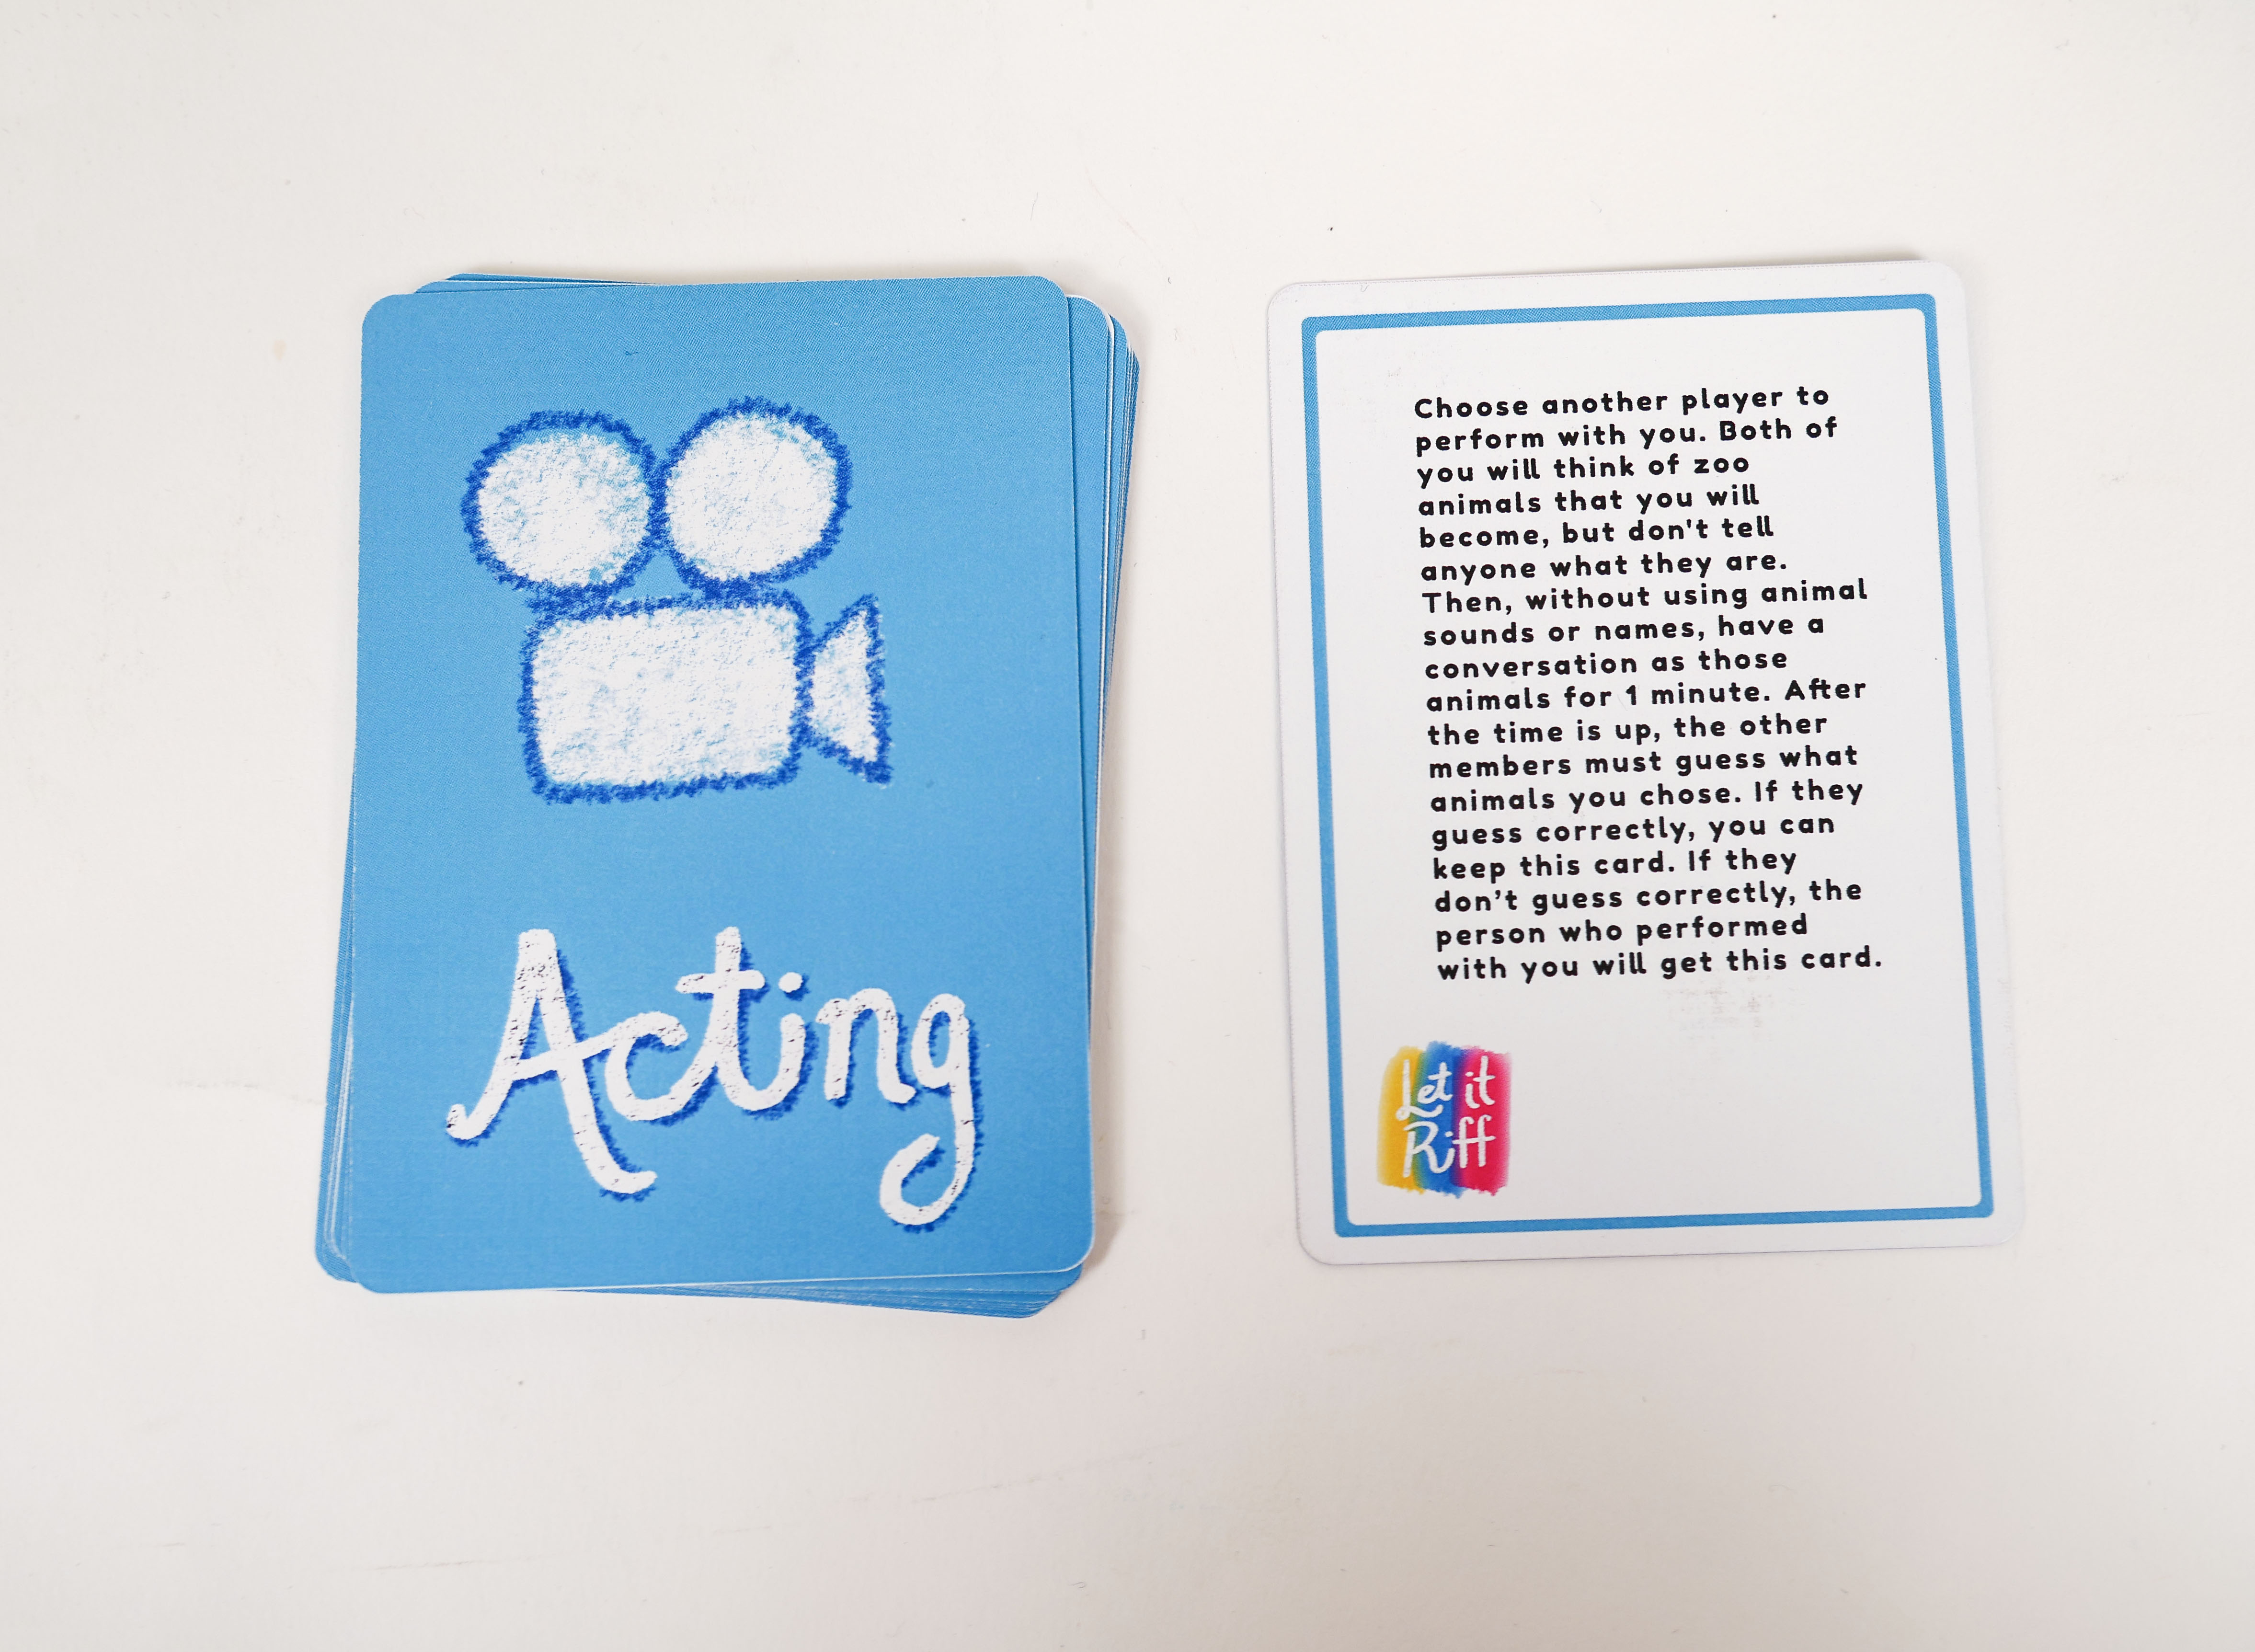 Acting
Choose another player to
perform with you. Both of
you will think of zoo
animals that you will
become, but don't tell
anyone what they are.
Then, without using animal
sounds or names, have a
conversation as those
animals for 1 minute. After
the time is up, the other
members must guess what
animals you chose. If they
guess correctly, you can
keep this card. If they
don’t guess correctly, the
person who performed
with you will get this card.
Let it
Riff